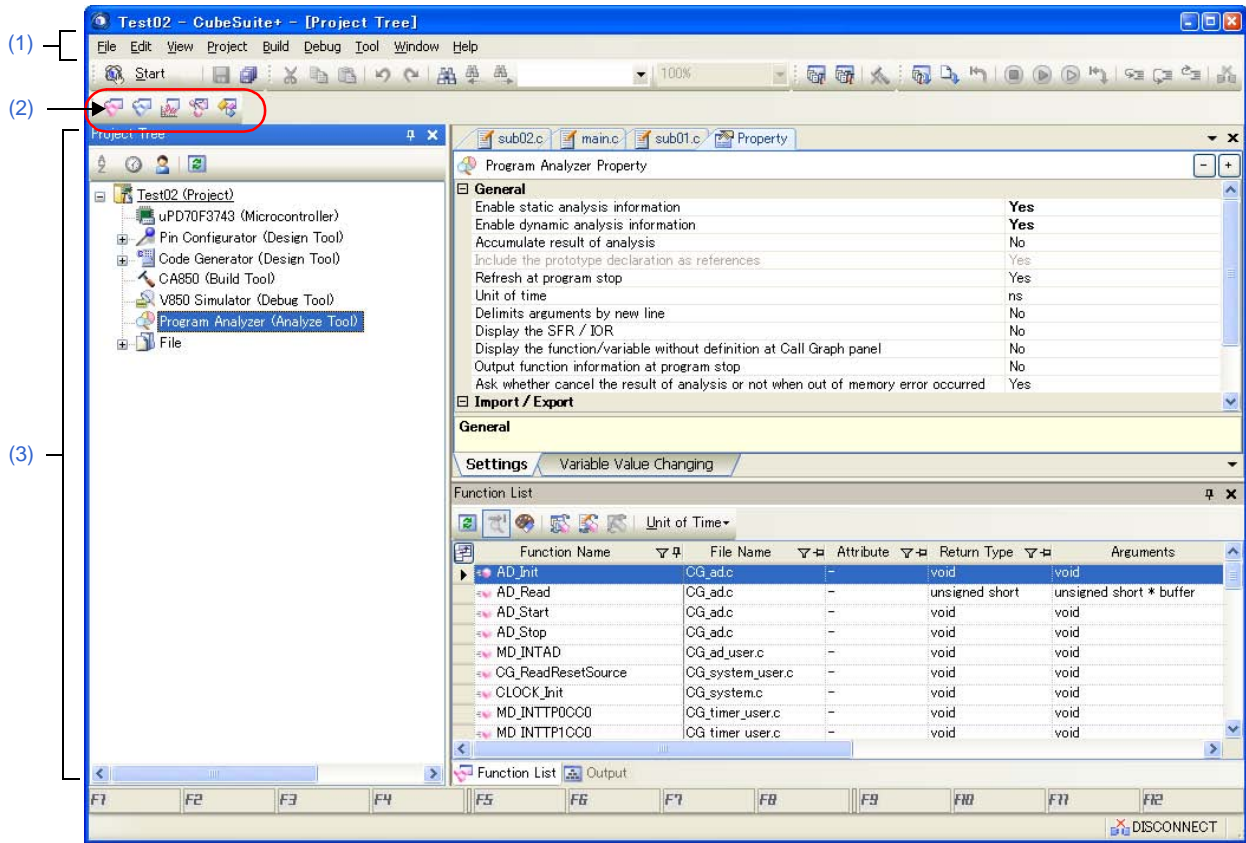 Test02 - CubeSuite+ - [Project Tree]
(1)
File Edit View Project Build Debug Tool Window Help
Start 100%
(2)
Project Tree
(3)
Test02 (Project)
uPD70F3743 (Microcontroller)
Pin Configurator (Design Tool)
Code Generator (Design Tool)
CA850 (Build Tool)
V850 Simulator (Debug Tool)
Program Analyzer (Analyze Tool)
File
sub02.c main.c sub01.c Property
Program Analyzer Property
General
Enable static analysis information Yes
Enable dynamic analysis information Yes
Accumulate result of analysis No
Include the prototype declaration as references Yes
Refresh at program stop Yes
Unit of time ns
Delimits arguments by new line No
Display the SFR / IOR No
Display the function/variable without definition at Call Graph panel No
Output function information at program stop No
Ask whether cancel the result of analysis or not when out of memory error occurred Yes
Import / Export
General
Settings Variable Value Changing
Function List
Unit of Time
Function Name File Name Attribute Return Type Arguments
AD_Init CG_ad.c - void void
AD_Read CG_ad.c - unsigned short unsigned short * buffer
AD_Start CG_ad.c - void void
AD_Stop CG_ad.c - void void
MD_INTAD CG_ad_user.c - void void
CG_ReadResetSource CG_system_user.c - void void
CLOCK_Init CG_system.c - void void
MD_INTTP0CC0 CG_timer_user.c - void void
MD_INTTP1CC0 CG_timer_user.c - void void
Function List Output
F1 F2 F3 F4 F5 F6 F7 F8 F9 F10 F11 F12
DISCONNECT